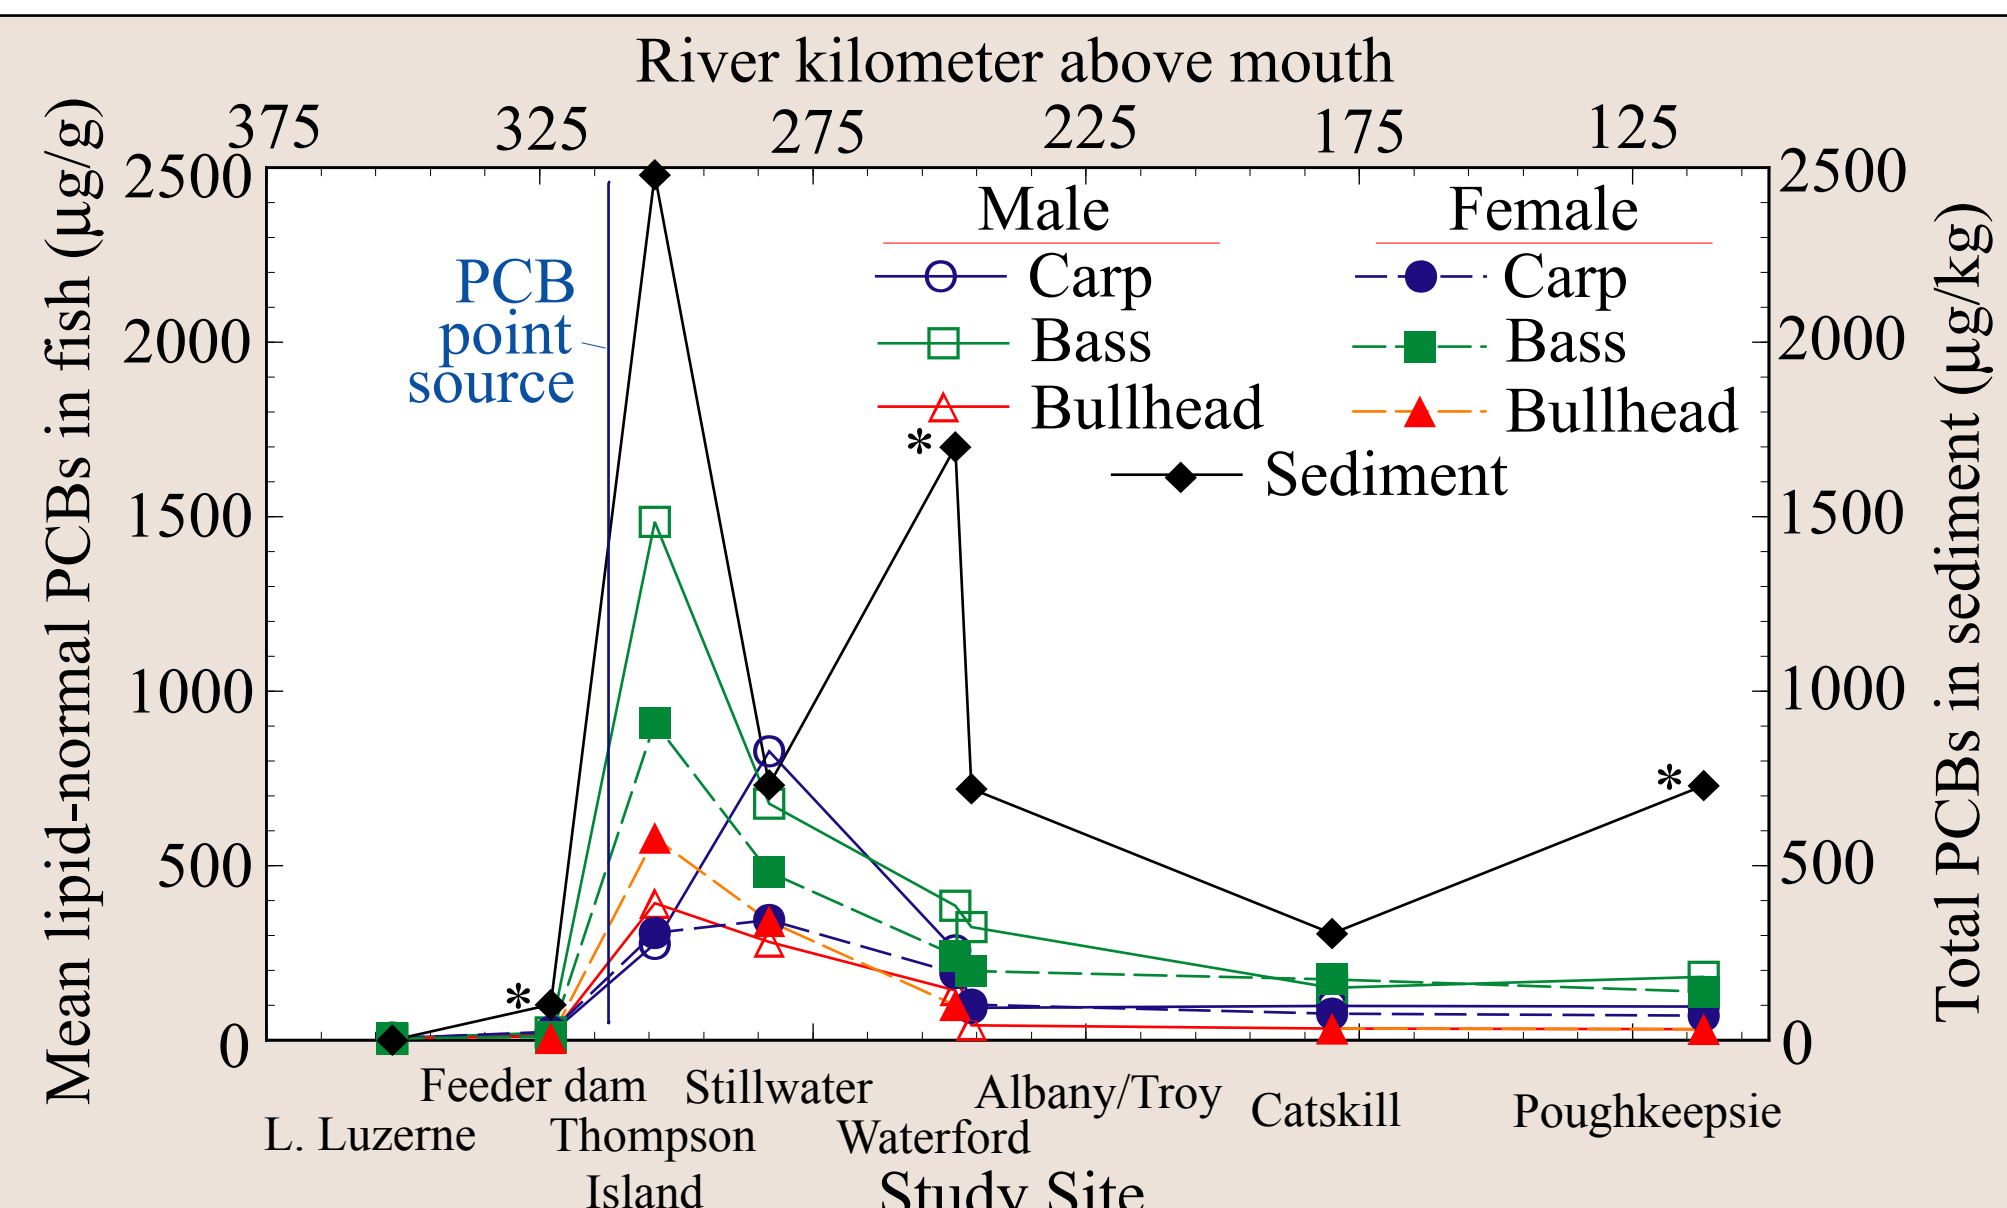 River kilometer above mouth
375 325 275 225 175 125
Mean lipid-normal PCBs in fish (µg/g)
2500
2000
1500
1000
500
0
PCB
point
source
Male Female
Carp Carp
Bass Bass
Bullhead Bullhead
Sediment
*
*
*
2500
2000
1500
1000
500
0
Total PCBs in sediment (µg/kg)
Feeder dam Stillwater Albany/Troy Catskill Poughkeepsie
L. Luzerne Thompson Waterford
Island
Study Site